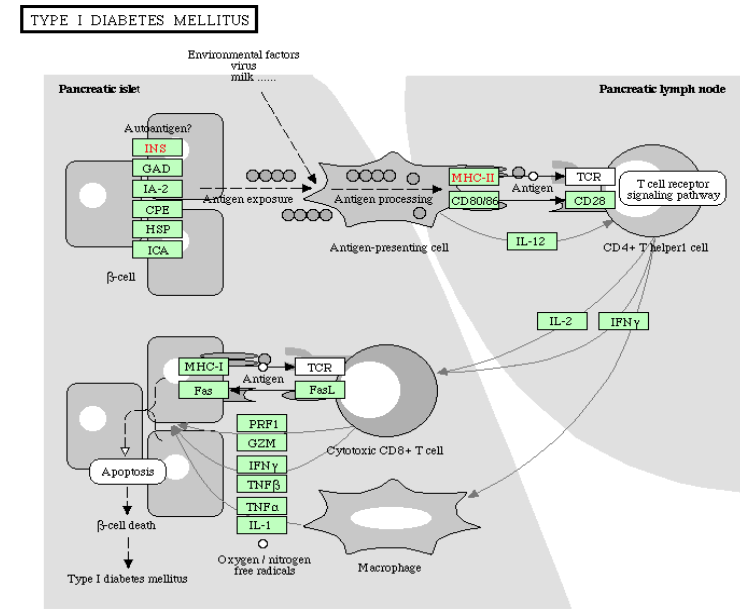 TYPE I DIABETES MELLITUS
Environmental factors
virus
milk ......
Pancreatic islet
Pancreatic lymph node
Autoantigen?
INS
GAD
IA-2
CPE
HSP
ICA
β-cell
Antigen exposure
Antigen processing
MHC-II
CD80/86
Antigen
TCR
CD28
T cell receptor
signaling pathway
Antigen-presenting cell
IL-12
CD4+ T helper1 cell
IL-2
IFNγ
MHC-I
Fas
Antigen
TCR
FasL
PRF1
GZM
IFNγ
TNFβ
TNFα
IL-1
Cytotoxic CD8+ T cell
Apoptosis
β-cell death
Type I diabetes mellitus
Oxygen / nitrogen
free radicals
Macrophage